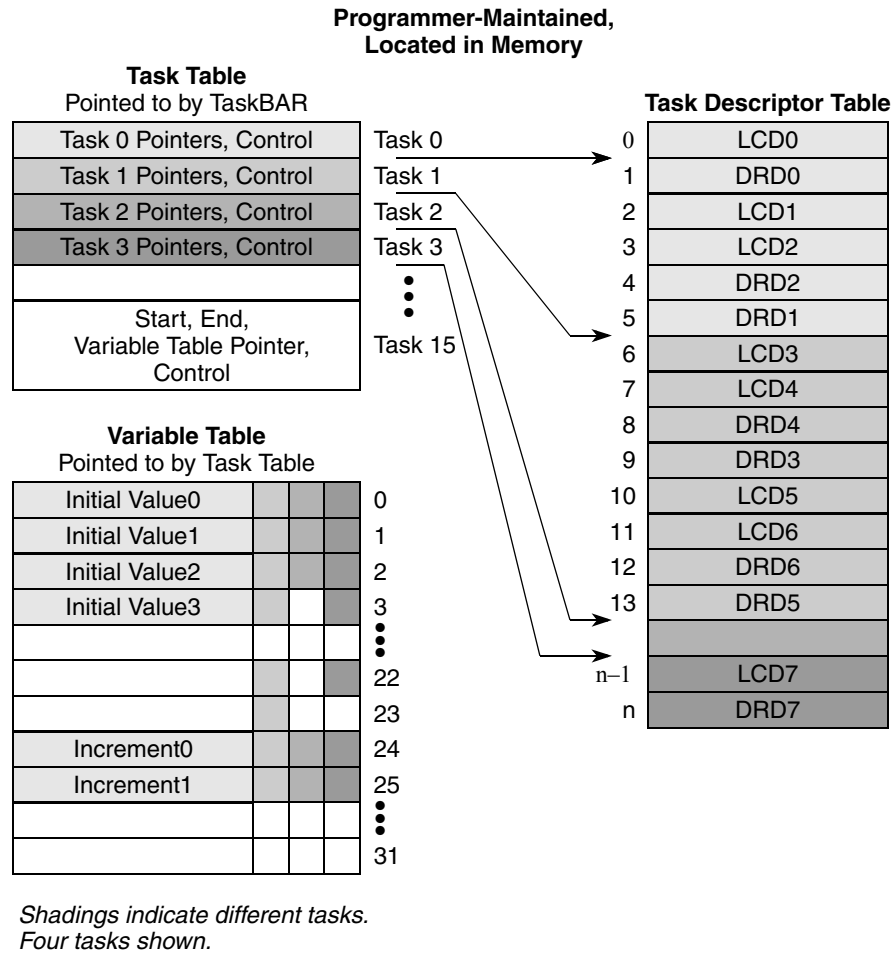 Programmer-Maintained,
Located in Memory
Task Table
Pointed to by TaskBAR
Task 0 Pointers, Control
Task 1 Pointers, Control
Task 2 Pointers, Control
Task 3 Pointers, Control
Start, End,
Variable Table Pointer,
Control
Task 0
Task 1
Task 2
Task 3
Task 15
Task Descriptor Table
0 LCD0
1 DRD0
2 LCD1
3 LCD2
4 DRD2
5 DRD1
6 LCD3
7 LCD4
8 DRD4
9 DRD3
10 LCD5
11 LCD6
12 DRD6
13 DRD5
n–1 LCD7
n DRD7
Variable Table
Pointed to by Task Table
Initial Value0 0
Initial Value1 1
Initial Value2 2
Initial Value3 3
22
23
Increment0 24
Increment1 25
31
Shadings indicate different tasks.
Four tasks shown.